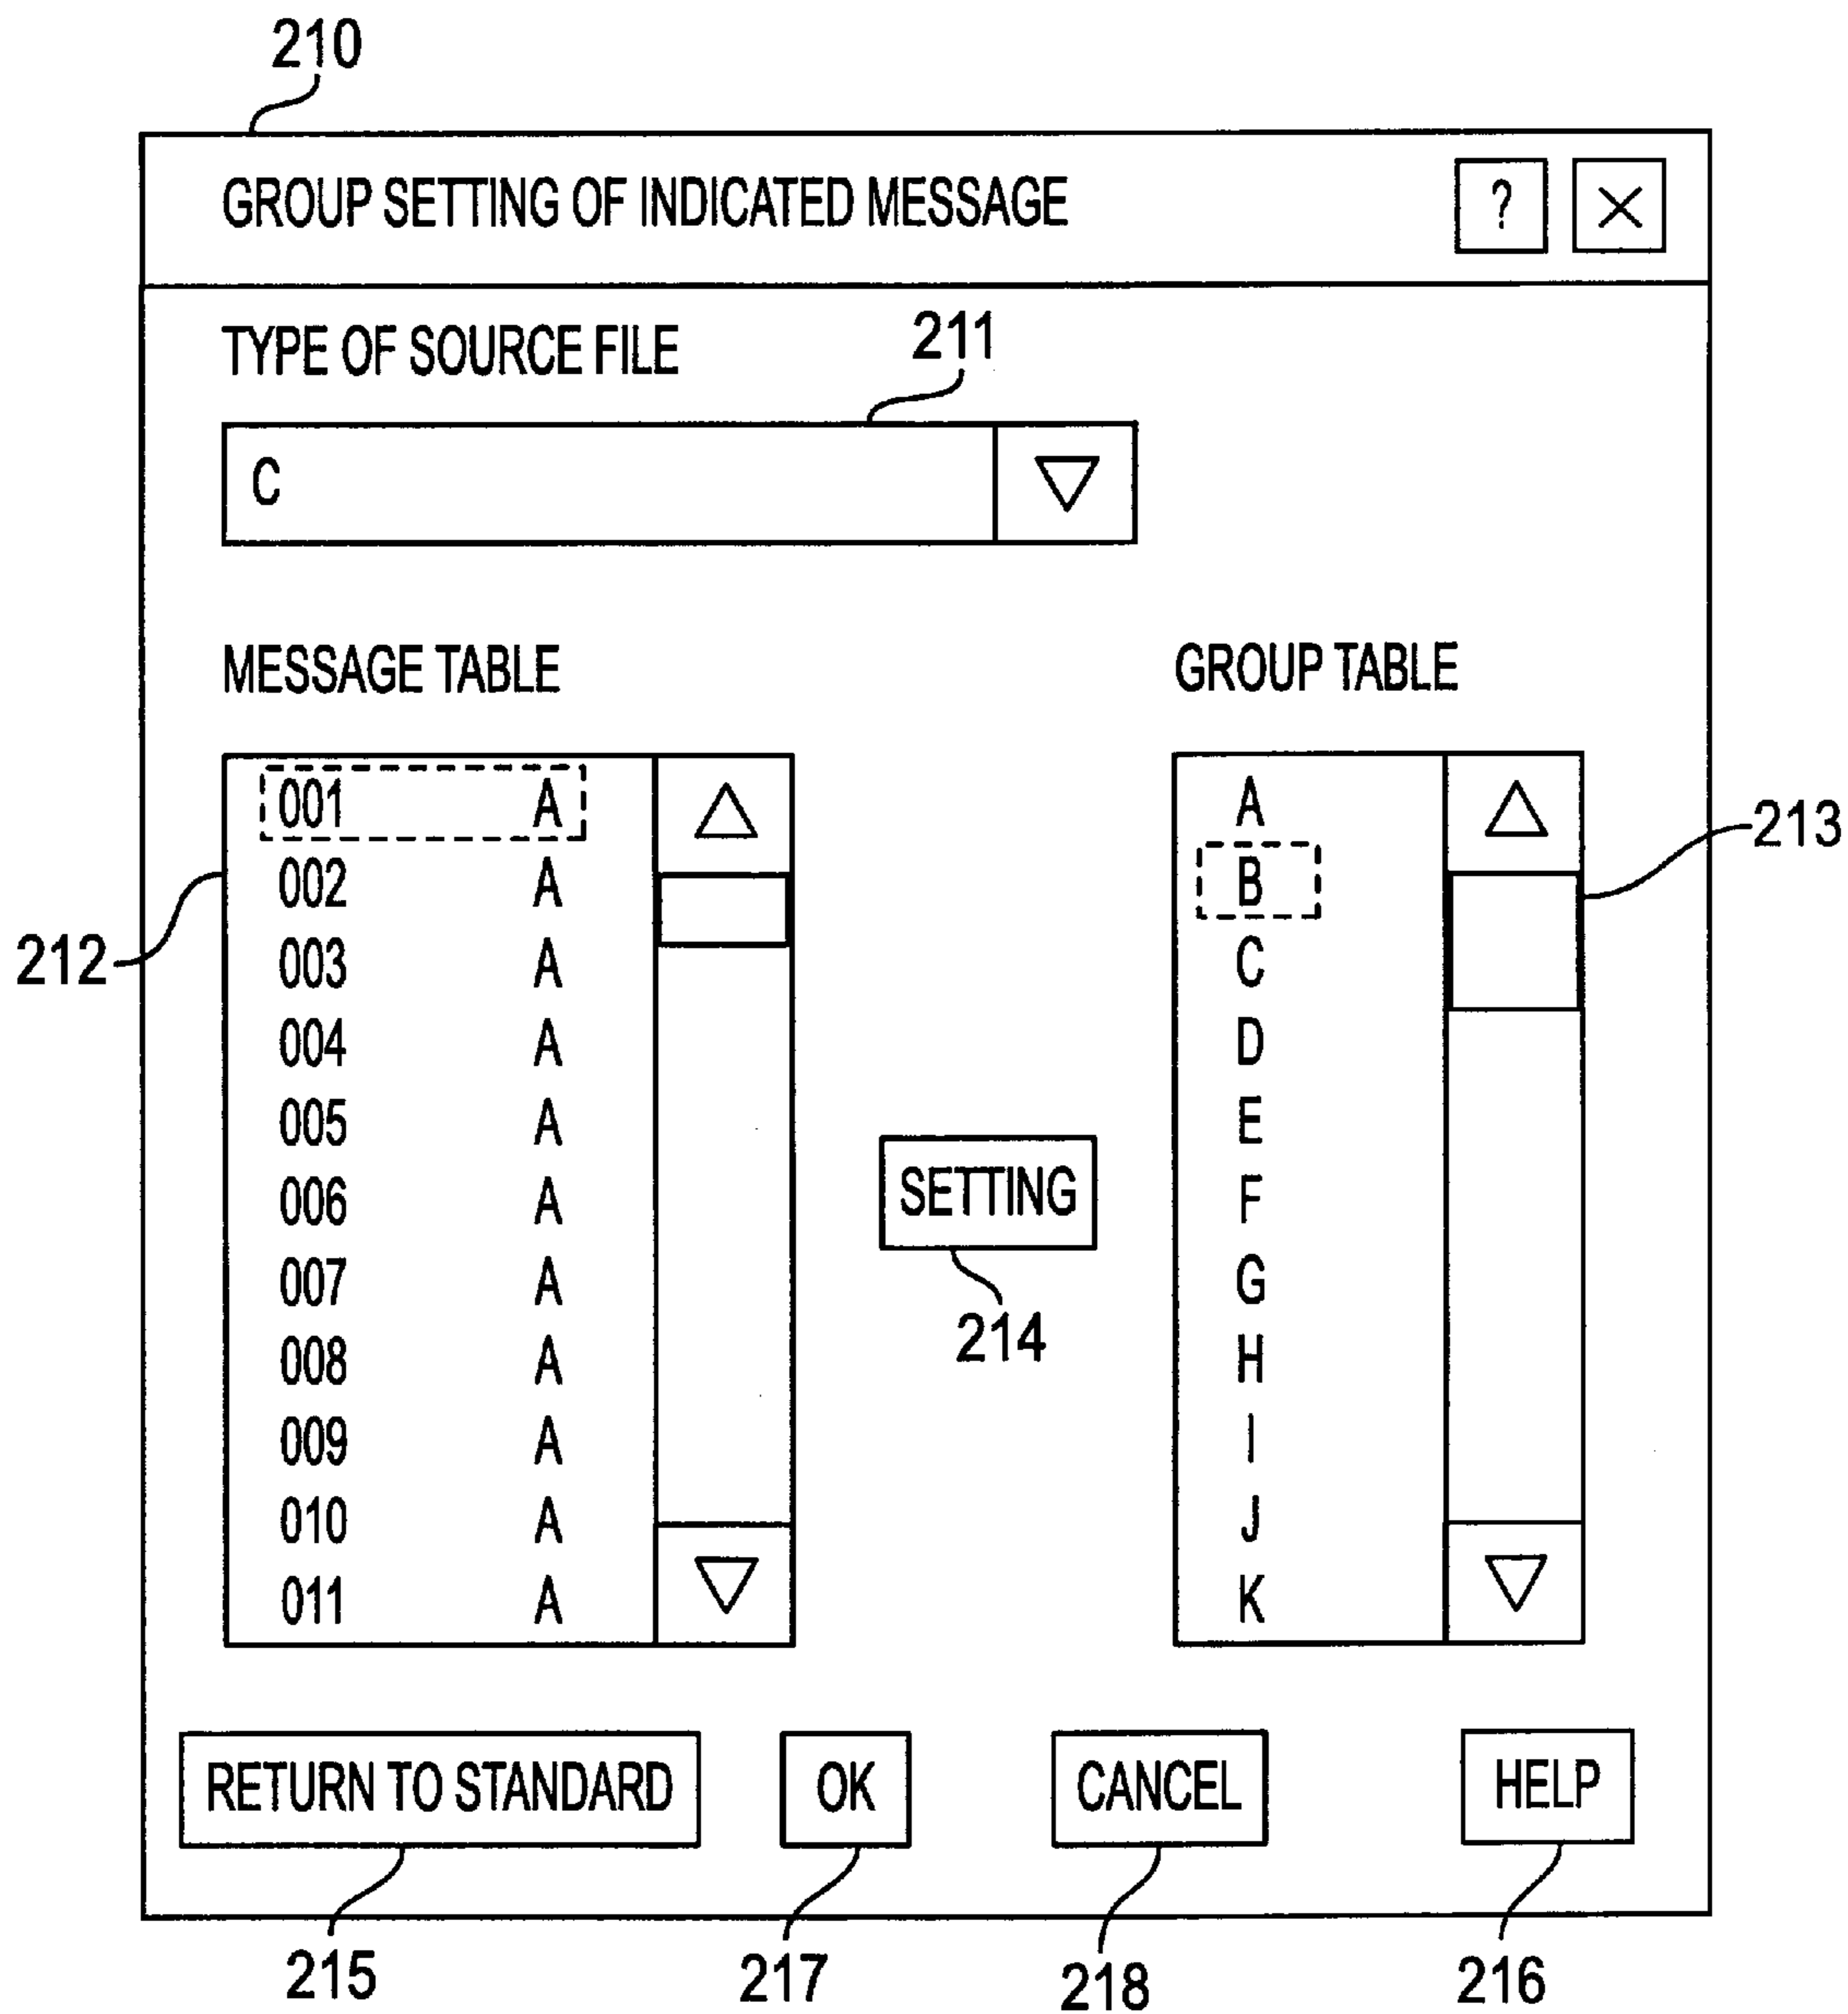 210
GROUP SETTING OF INDICATED MESSAGE ? X
TYPE OF SOURCE FILE
211
C
MESSAGE TABLE
GROUP TABLE
001 A
002 A
003 A
004 A
005 A
006 A
007 A
008 A
009 A
010 A
011 A
212
SETTING
214
A
B
C
D
E
F
G
H
I
J
K
213
RETURN TO STANDARD
OK
CANCEL
HELP
215
217
218
216